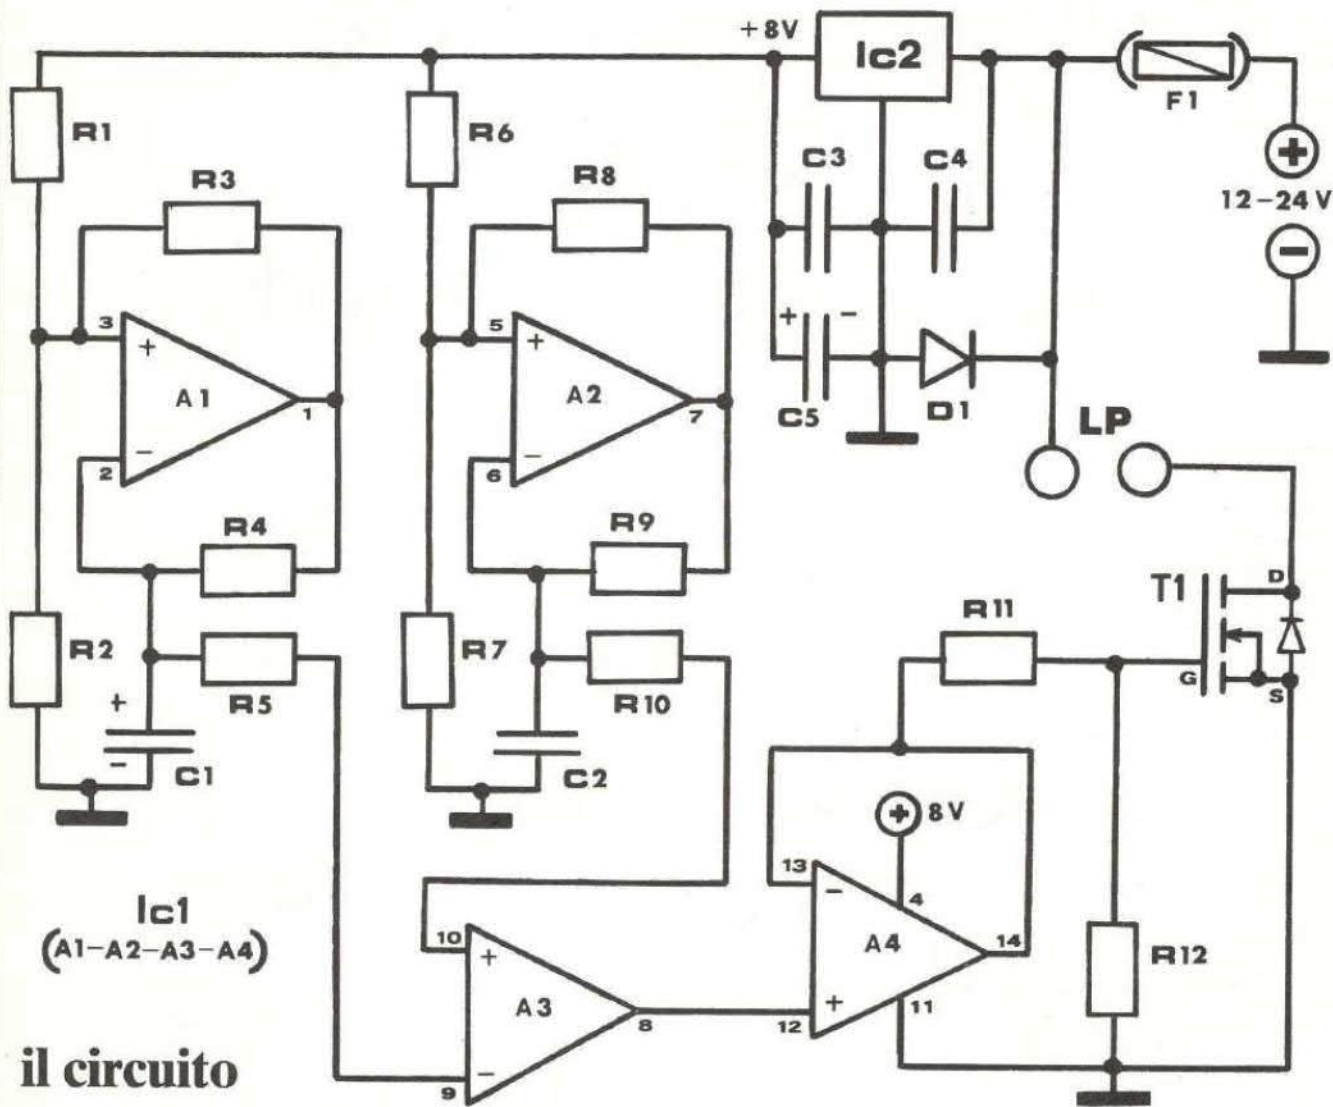 +8V
Ic2
F1
R1
R6
C3
C4
+
12-24V
−
R3
R8
3
+
A1
1
−
2
5
+
A2
7
−
6
+
−
C5
D1
LP
R4
R9
R2
R5
R7
R10
R11
T1
D
G
S
+
−
C1
C2
+
8V
13
−
4
A4
14
+
12
11
R12
Ic1
(A1-A2-A3-A4)
10
+
A3
8
−
9
il circuito